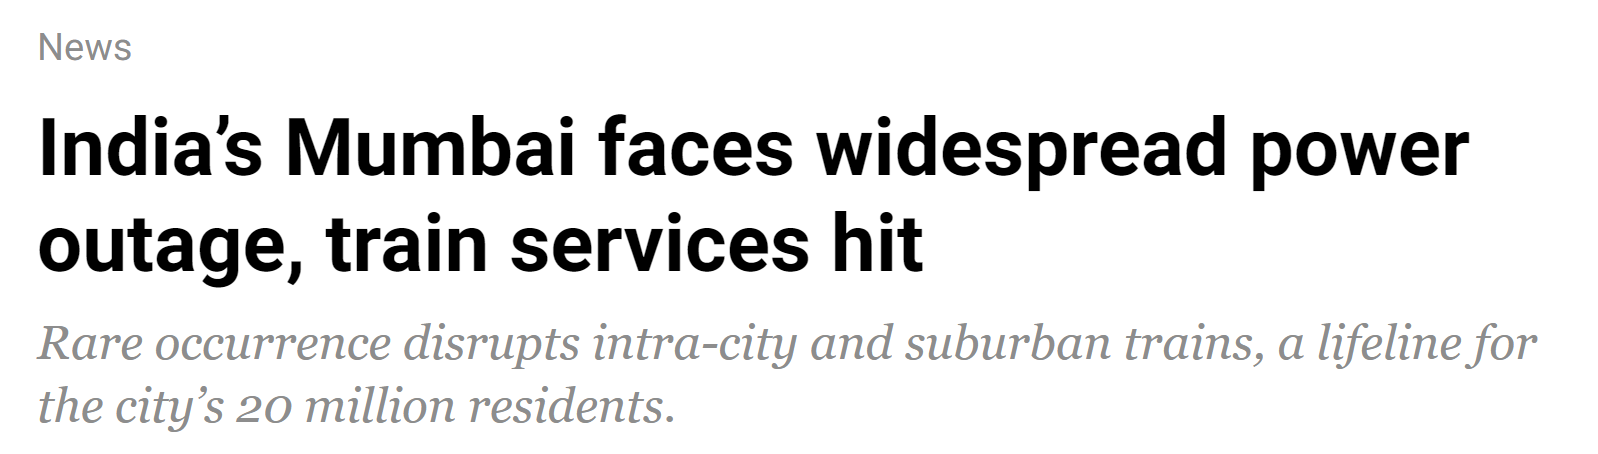 News
India’s Mumbai faces widespread power
outage, train services hit
Rare occurrence disrupts intra-city and suburban trains, a lifeline for
the city’s 20 million residents.